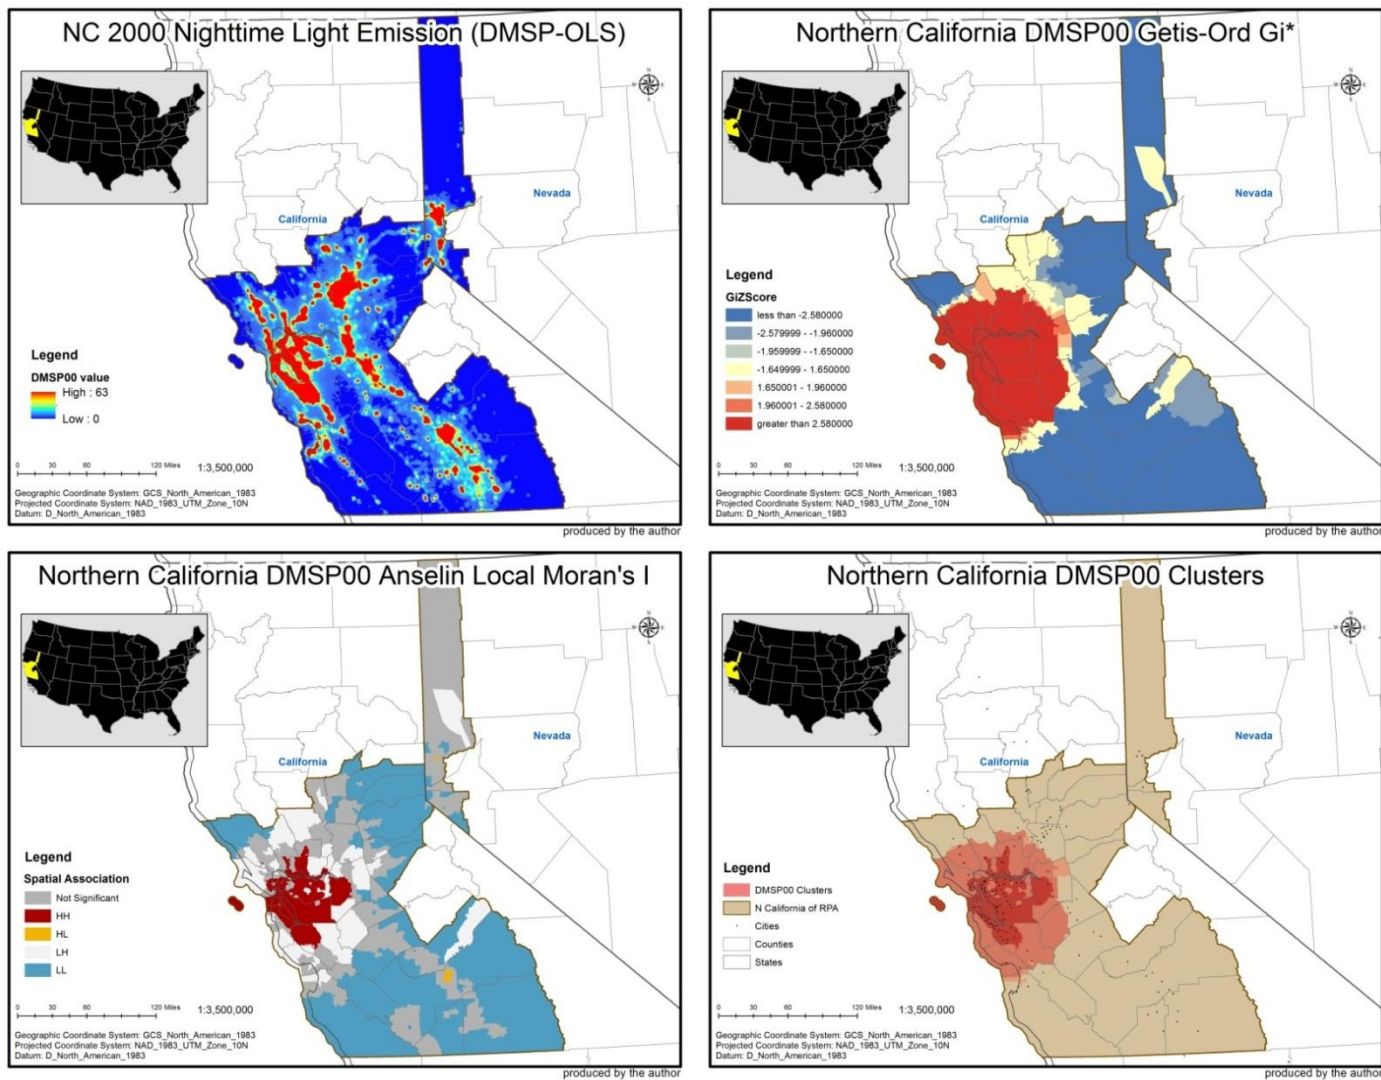 NC 2000 Nighttime Light Emission (DMSP-OLS)
N
W
E
S
Nevada
California
Legend
DMSP00 value
High : 63
Low : 0
0 15 30 60 90 120 Miles
1:3,500,000
Geographic Coordinate System: GCS_North_American_1983
Projected Coordinate System: NAD_1983_UTM_Zone_10N
Datum: D_North_American_1983
produced by the author
Northern California DMSP00 Getis-Ord Gi*
N
W
E
S
Nevada
California
Legend
GiZScore
less than -2.580000
-2.579999 - -1.960000
-1.959999 - -1.650000
-1.649999 - 1.650000
1.650001 - 1.960000
1.960001 - 2.580000
greater than 2.580000
0 15 30 60 90 120 Miles
1:3,500,000
Geographic Coordinate System: GCS_North_American_1983
Projected Coordinate System: NAD_1983_UTM_Zone_10N
Datum: D_North_American_1983
produced by the author
Northern California DMSP00 Anselin Local Moran's I
N
W
E
S
Nevada
California
Legend
Spatial Association
Not Significant
HH
HL
LH
LL
0 15 30 60 90 120 Miles
1:3,500,000
Geographic Coordinate System: GCS_North_American_1983
Projected Coordinate System: NAD_1983_UTM_Zone_10N
Datum: D_North_American_1983
produced by the author
Northern California DMSP00 Clusters
N
W
E
S
Nevada
California
Legend
DMSP00 Clusters
N California of RPA
Cities
Counties
States
0 15 30 60 90 120 Miles
1:3,500,000
Geographic Coordinate System: GCS_North_American_1983
Projected Coordinate System: NAD_1983_UTM_Zone_10N
Datum: D_North_American_1983
produced by the author